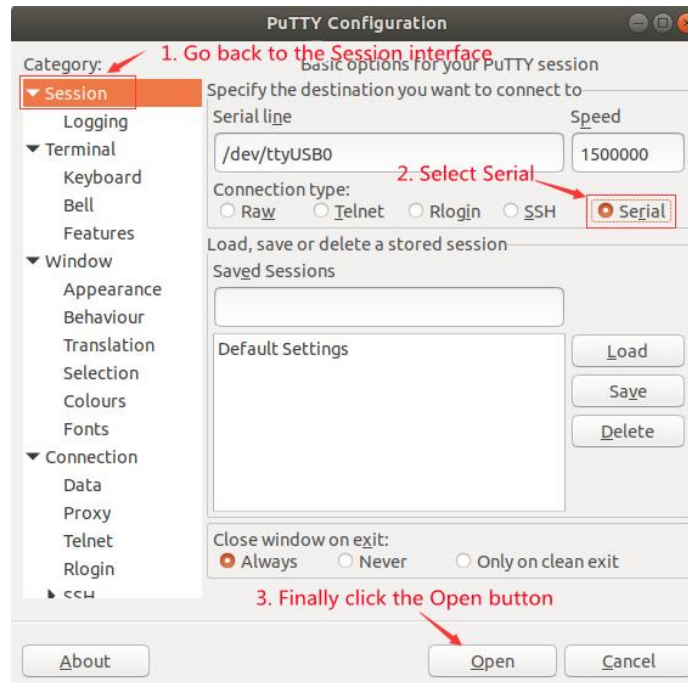 PuTTY Configuration
1. Go back to the Session interface
Category:
Basic options for your PuTTY session
Session
Logging
Terminal
Keyboard
Bell
Features
Window
Appearance
Behaviour
Translation
Selection
Colours
Fonts
Connection
Data
Proxy
Telnet
Rlogin
SSH
Specify the destination you want to connect to
Serial line
Speed
/dev/ttyUSB0
1500000
2. Select Serial
Connection type:
Raw Telnet Rlogin SSH Serial
Load, save or delete a stored session
Saved Sessions
Default Settings
Load
Save
Delete
Close window on exit:
Always Never Only on clean exit
3. Finally click the Open button
About
Open
Cancel